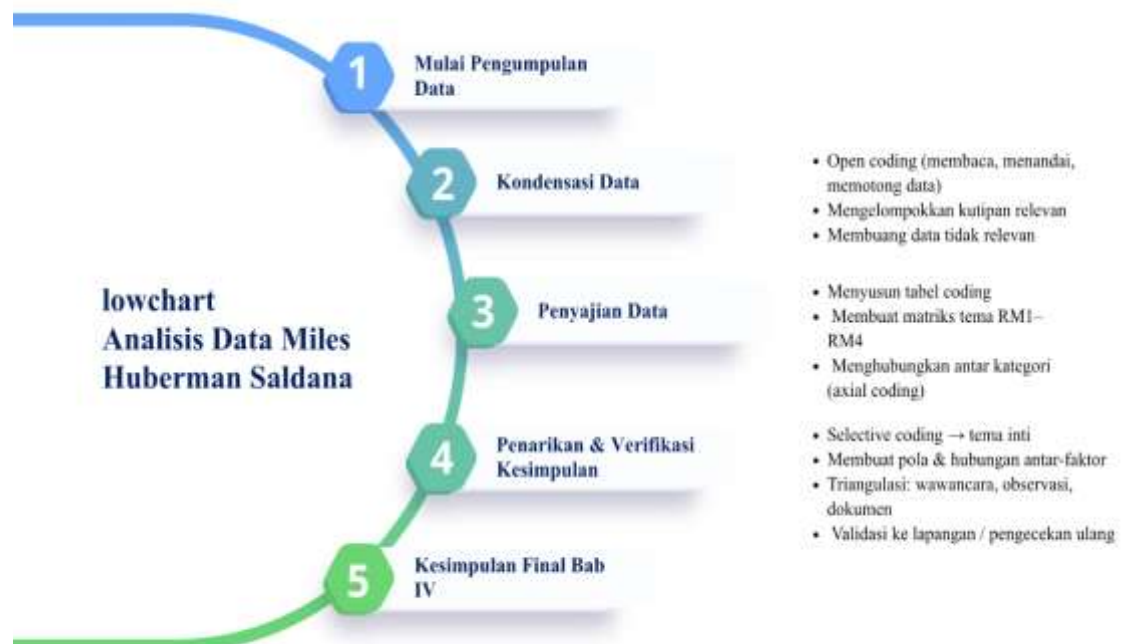 1
Mulai Pengumpulan
Data
2
Kondensasi Data
• Open coding (membaca, menandai,
memotong data)
• Mengelompokkan kutipan relevan
• Membuang data tidak relevan
lowchart
Analisis Data Miles
Huberman Saldana
3
Penyajian Data
• Menyusun tabel coding
• Membuat matriks tema RM1–
RM4
• Menghubungkan antar kategori
(axial coding)
4
Penarikan & Verifikasi
Kesimpulan
• Selective coding → tema inti
• Membuat pola & hubungan antar-faktor
• Triangulasi: wawancara, observasi,
dokumen
• Validasi ke lapangan / pengecekan ulang
5
Kesimpulan Final Bab
IV